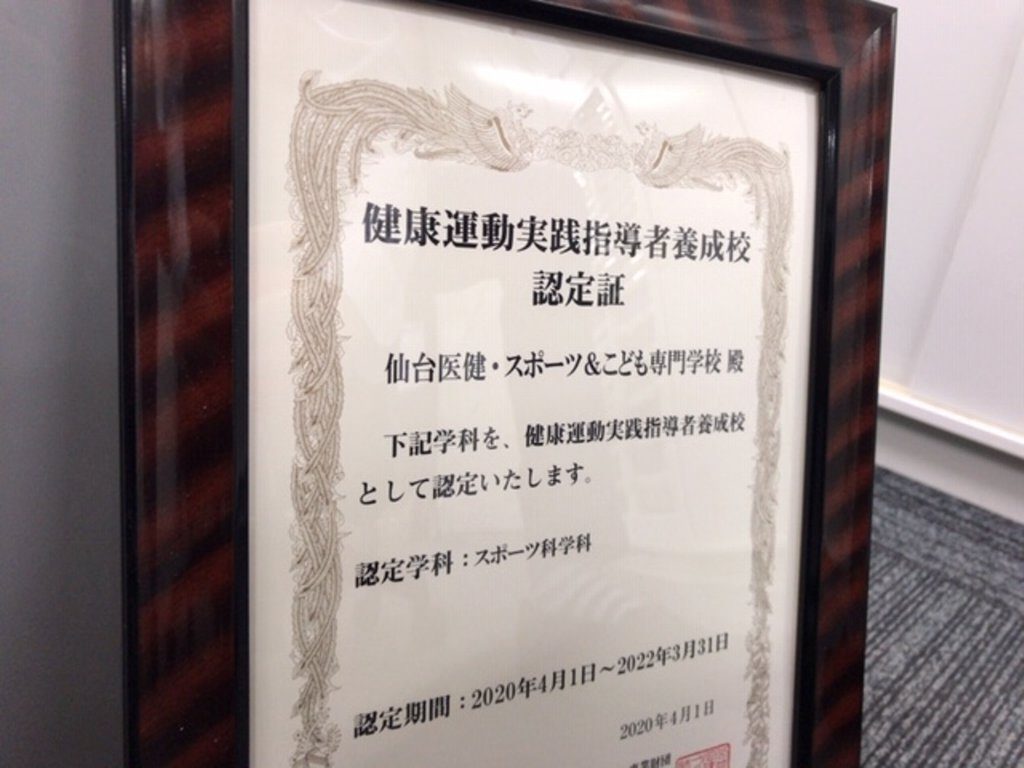 健康運動実践指導者養成校
認定証
仙台医健・スポーツ&こども専門学校 殿
下記学科を、健康運動実践指導者養成校
として認定いたします。
認定学科：スポーツ科学科
認定期間：2020年4月1日～2022年3月31日
2020年4月1日
事業財団